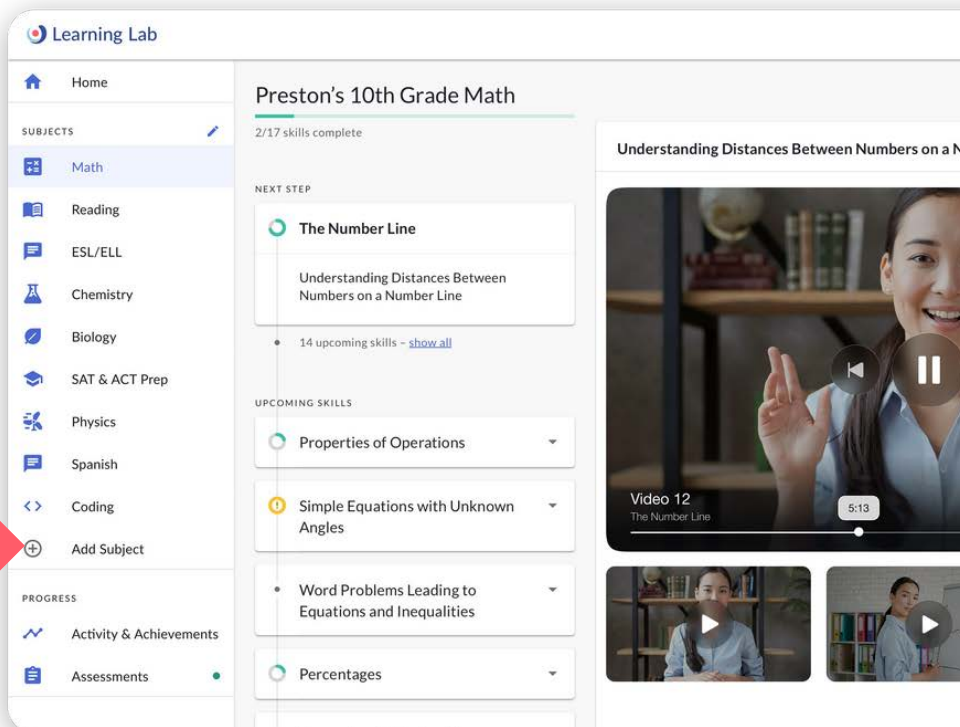 Learning Lab
Home
SUBJECTS
Math
Reading
ESL/ELL
Chemistry
Biology
SAT & ACT Prep
Physics
Spanish
Coding
Add Subject
PROGRESS
Activity & Achievements
Assessments
Preston's 10th Grade Math
2/17 skills complete
NEXT STEP
The Number Line
Understanding Distances Between
Numbers on a Number Line
14 upcoming skills – show all
UPCOMING SKILLS
Properties of Operations
Simple Equations with Unknown
Angles
Word Problems Leading to
Equations and Inequalities
Percentages
Understanding Distances Between Numbers on a N
Video 12
The Number Line
5:13